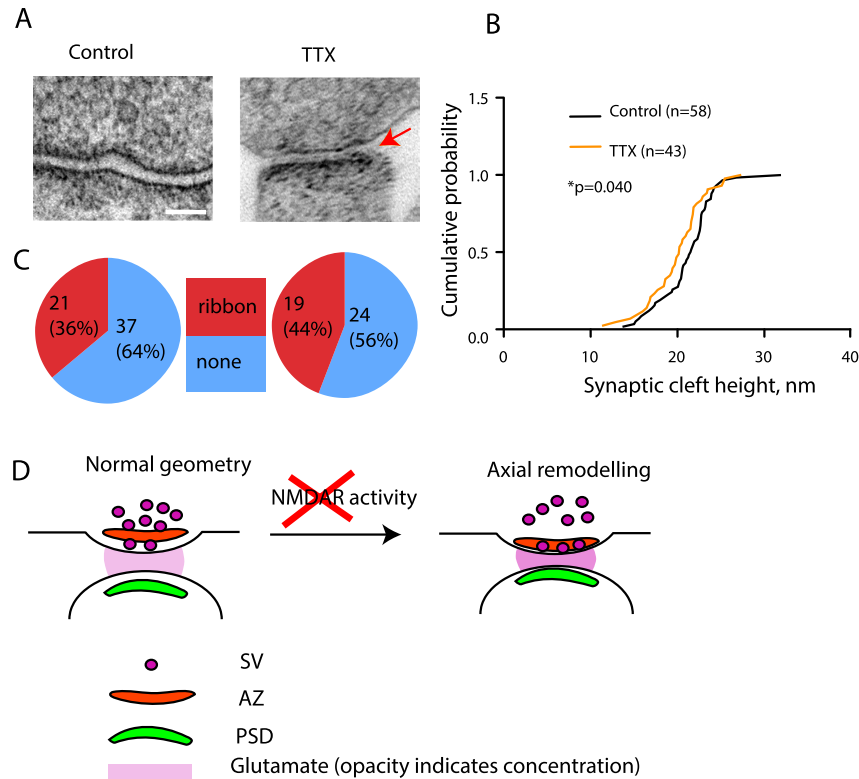 A
Control
TTX
B
Cumulative probability
1.5
1.0
0.5
0.0
Control (n=58)
TTX (n=43)
*p=0.040
0
10
20
30
40
Synaptic cleft height, nm
C
21
(36%)
37
(64%)
ribbon
none
19
(44%)
24
(56%)
D
Normal geometry
NMDAR activity
Axial remodelling
SV
AZ
PSD
Glutamate (opacity indicates concentration)